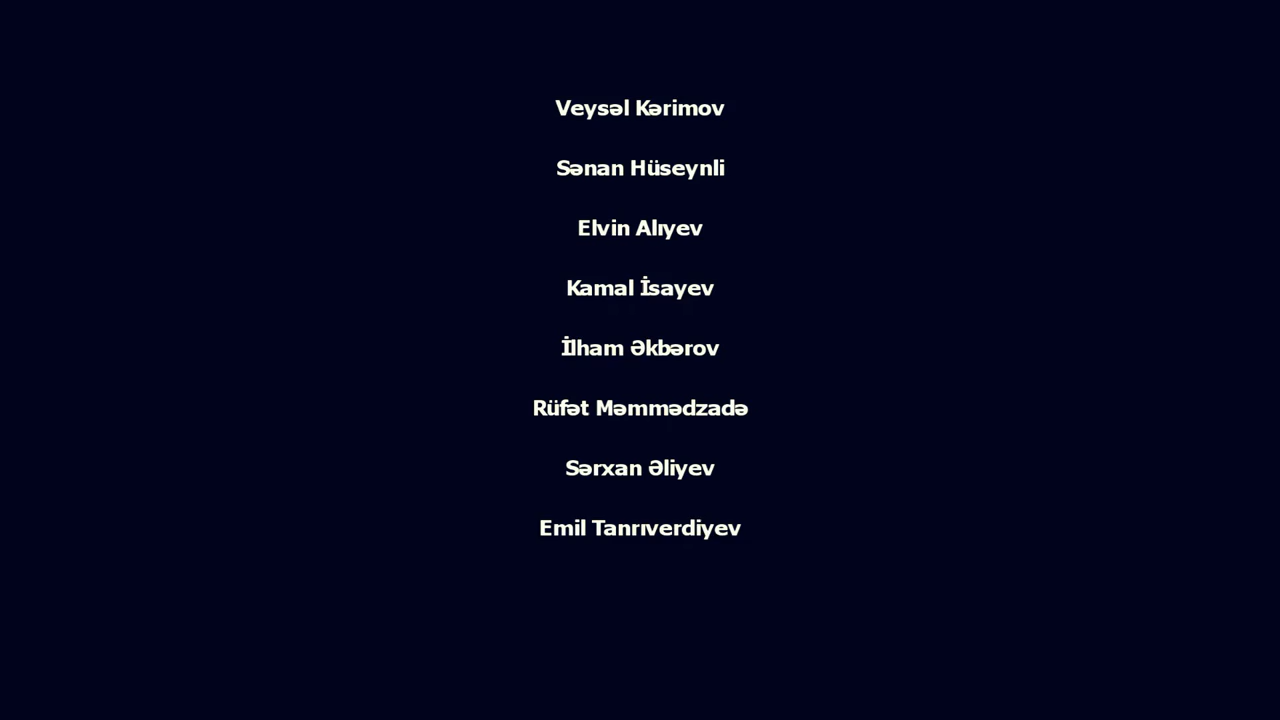 Veysəl Kərimov
Sənan Hüseynli
Elvin Alıyev
Kamal İsayev
İlham Əkbərov
Rüfət Məmmədzadə
Sərxan Əliyev
Emil Tanrıverdiyev